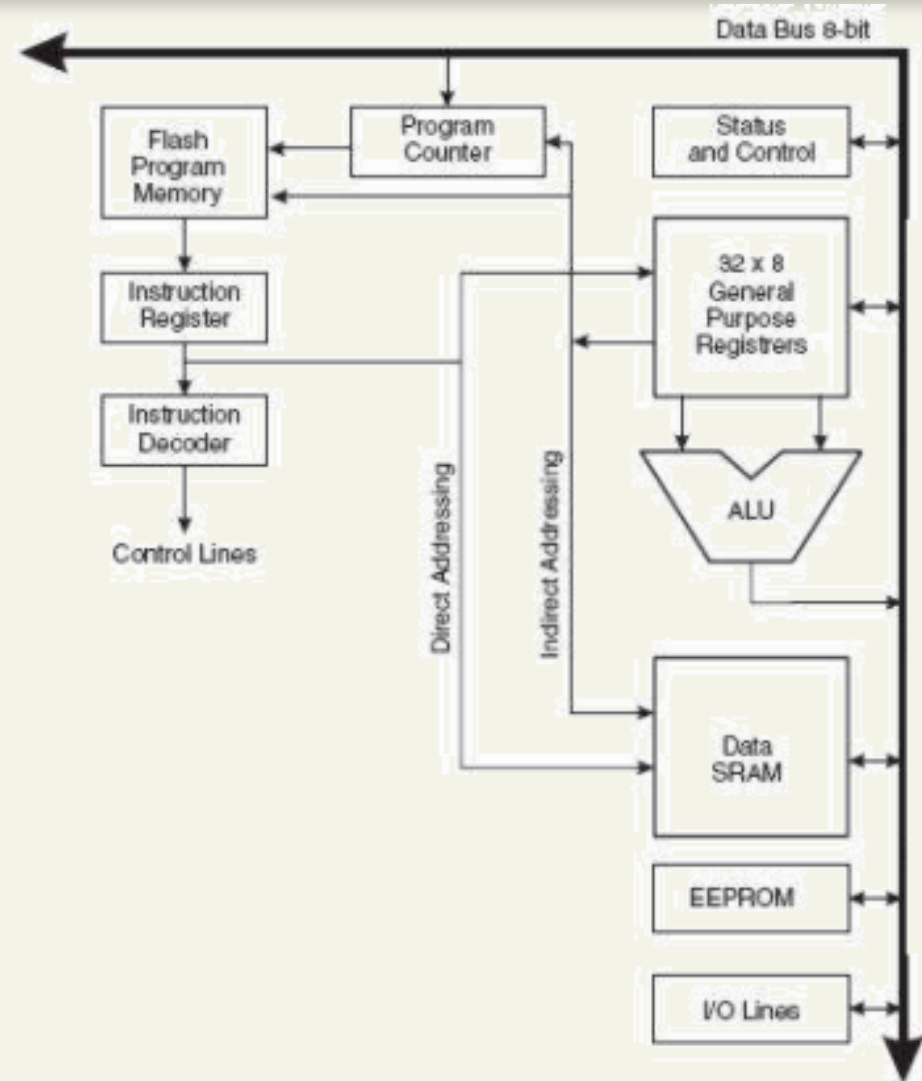 Data Bus 8-bit
Flash
Program
Memory
Program
Counter
Status
and Control
Instruction
Register
32 x 8
General
Purpose
Registrers
Instruction
Decoder
Control Lines
Direct Addressing
Indirect Addressing
ALU
Data
SRAM
EEPROM
I/O Lines